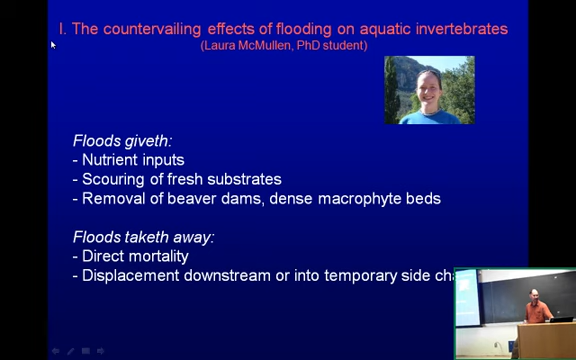 I. The countervailing effects of flooding on aquatic invertebrates
(Laura McMullen, PhD student)
Floods giveth:
- Nutrient inputs
- Scouring of fresh substrates
- Removal of beaver dams, dense macrophyte beds
Floods taketh away:
- Direct mortality
- Displacement downstream or into temporary side